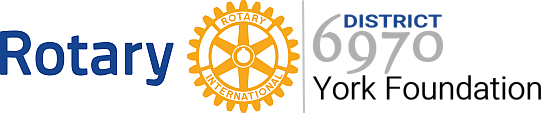 Rotary
ROTARY
INTERNATIONAL
DISTRICT
6970
York Foundation